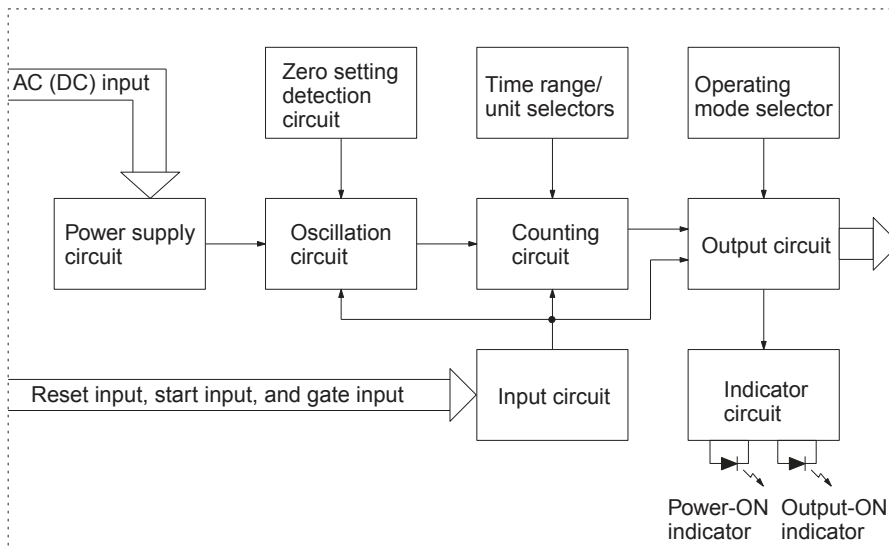 AC (DC) input
Zero setting
detection
circuit
Time range/
unit selectors
Operating
mode selector
Power supply
circuit
Oscillation
circuit
Counting
circuit
Output circuit
Reset input, start input, and gate input
Input circuit
Indicator
circuit
Power-ON
indicator
Output-ON
indicator